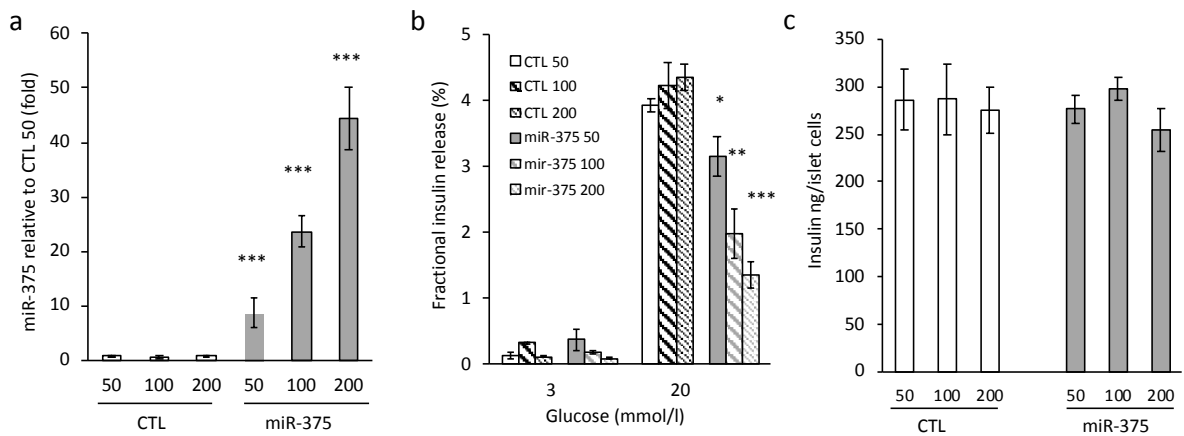 a
miR-375 relative to CTL 50 (fold)
60
50
40
30
20
10
0
***
***
***
50 100 200 50 100 200
CTL miR-375
b
Fractional insulin release (%)
5
4
3
2
1
0
CTL 50
CTL 100
CTL 200
miR-375 50
mir-375 100
mir-375 200
*
**
***
3 20
Glucose (mmol/l)
c
Insulin ng/islet cells
350
300
250
200
150
100
50
0
50 100 200 50 100 200
CTL miR-375